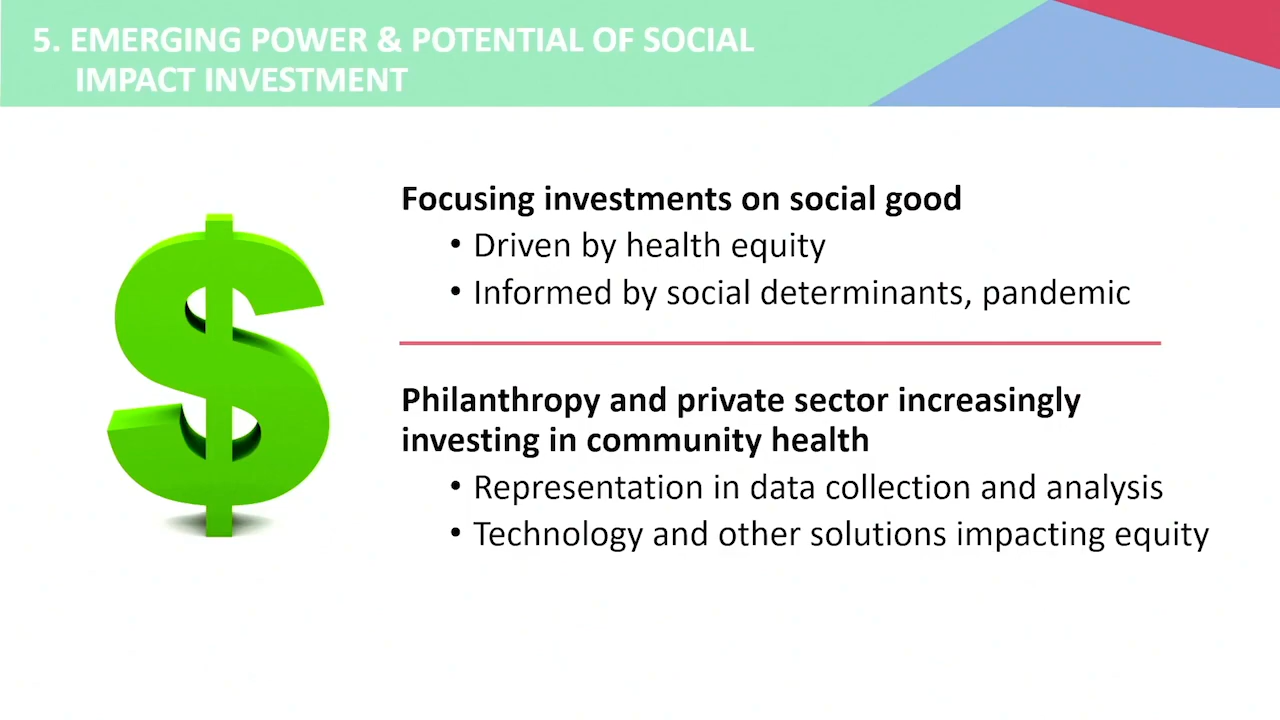 5. EMERGING POWER & POTENTIAL OF SOCIAL
IMPACT INVESTMENT
Focusing investments on social good
• Driven by health equity
• Informed by social determinants, pandemic
Philanthropy and private sector increasingly
investing in community health
• Representation in data collection and analysis
• Technology and other solutions impacting equity